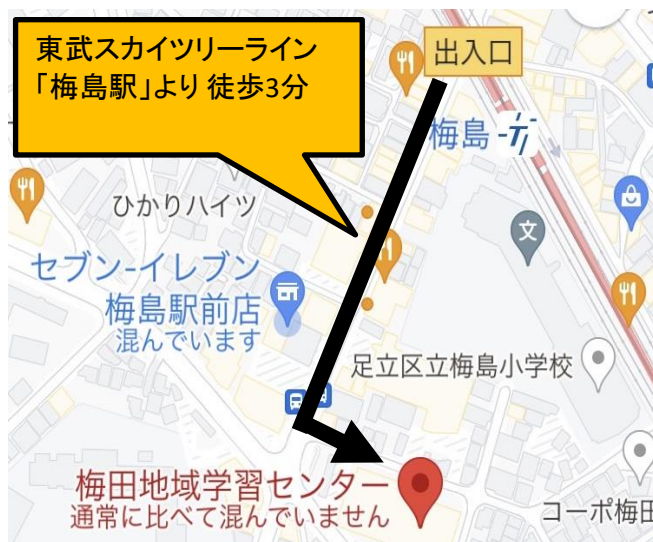 東武スカイツリーライン
「梅島駅」より 徒歩3分
出入口
梅島
ひかりハイツ
文
セブン-イレブン
梅島駅前店
混んでいます
足立区立梅島小学校
梅田地域学習センター
通常に比べて混んでいません
コーポ梅田